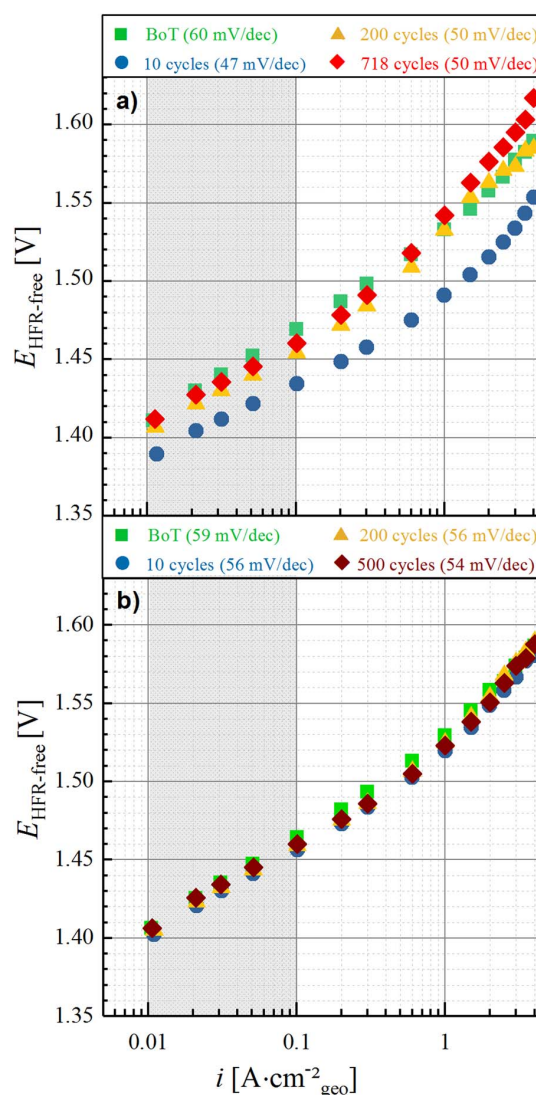 BoT (60 mV/dec) 200 cycles (50 mV/dec)
10 cycles (47 mV/dec) 718 cycles (50 mV/dec)
a)
1.60
1.55
1.50
1.45
1.40
1.35
E_HFR-free [V]
BoT (59 mV/dec) 200 cycles (56 mV/dec)
10 cycles (56 mV/dec) 500 cycles (54 mV/dec)
b)
1.60
1.55
1.50
1.45
1.40
1.35
E_HFR-free [V]
0.01 0.1 1
i [A·cm⁻²geo]